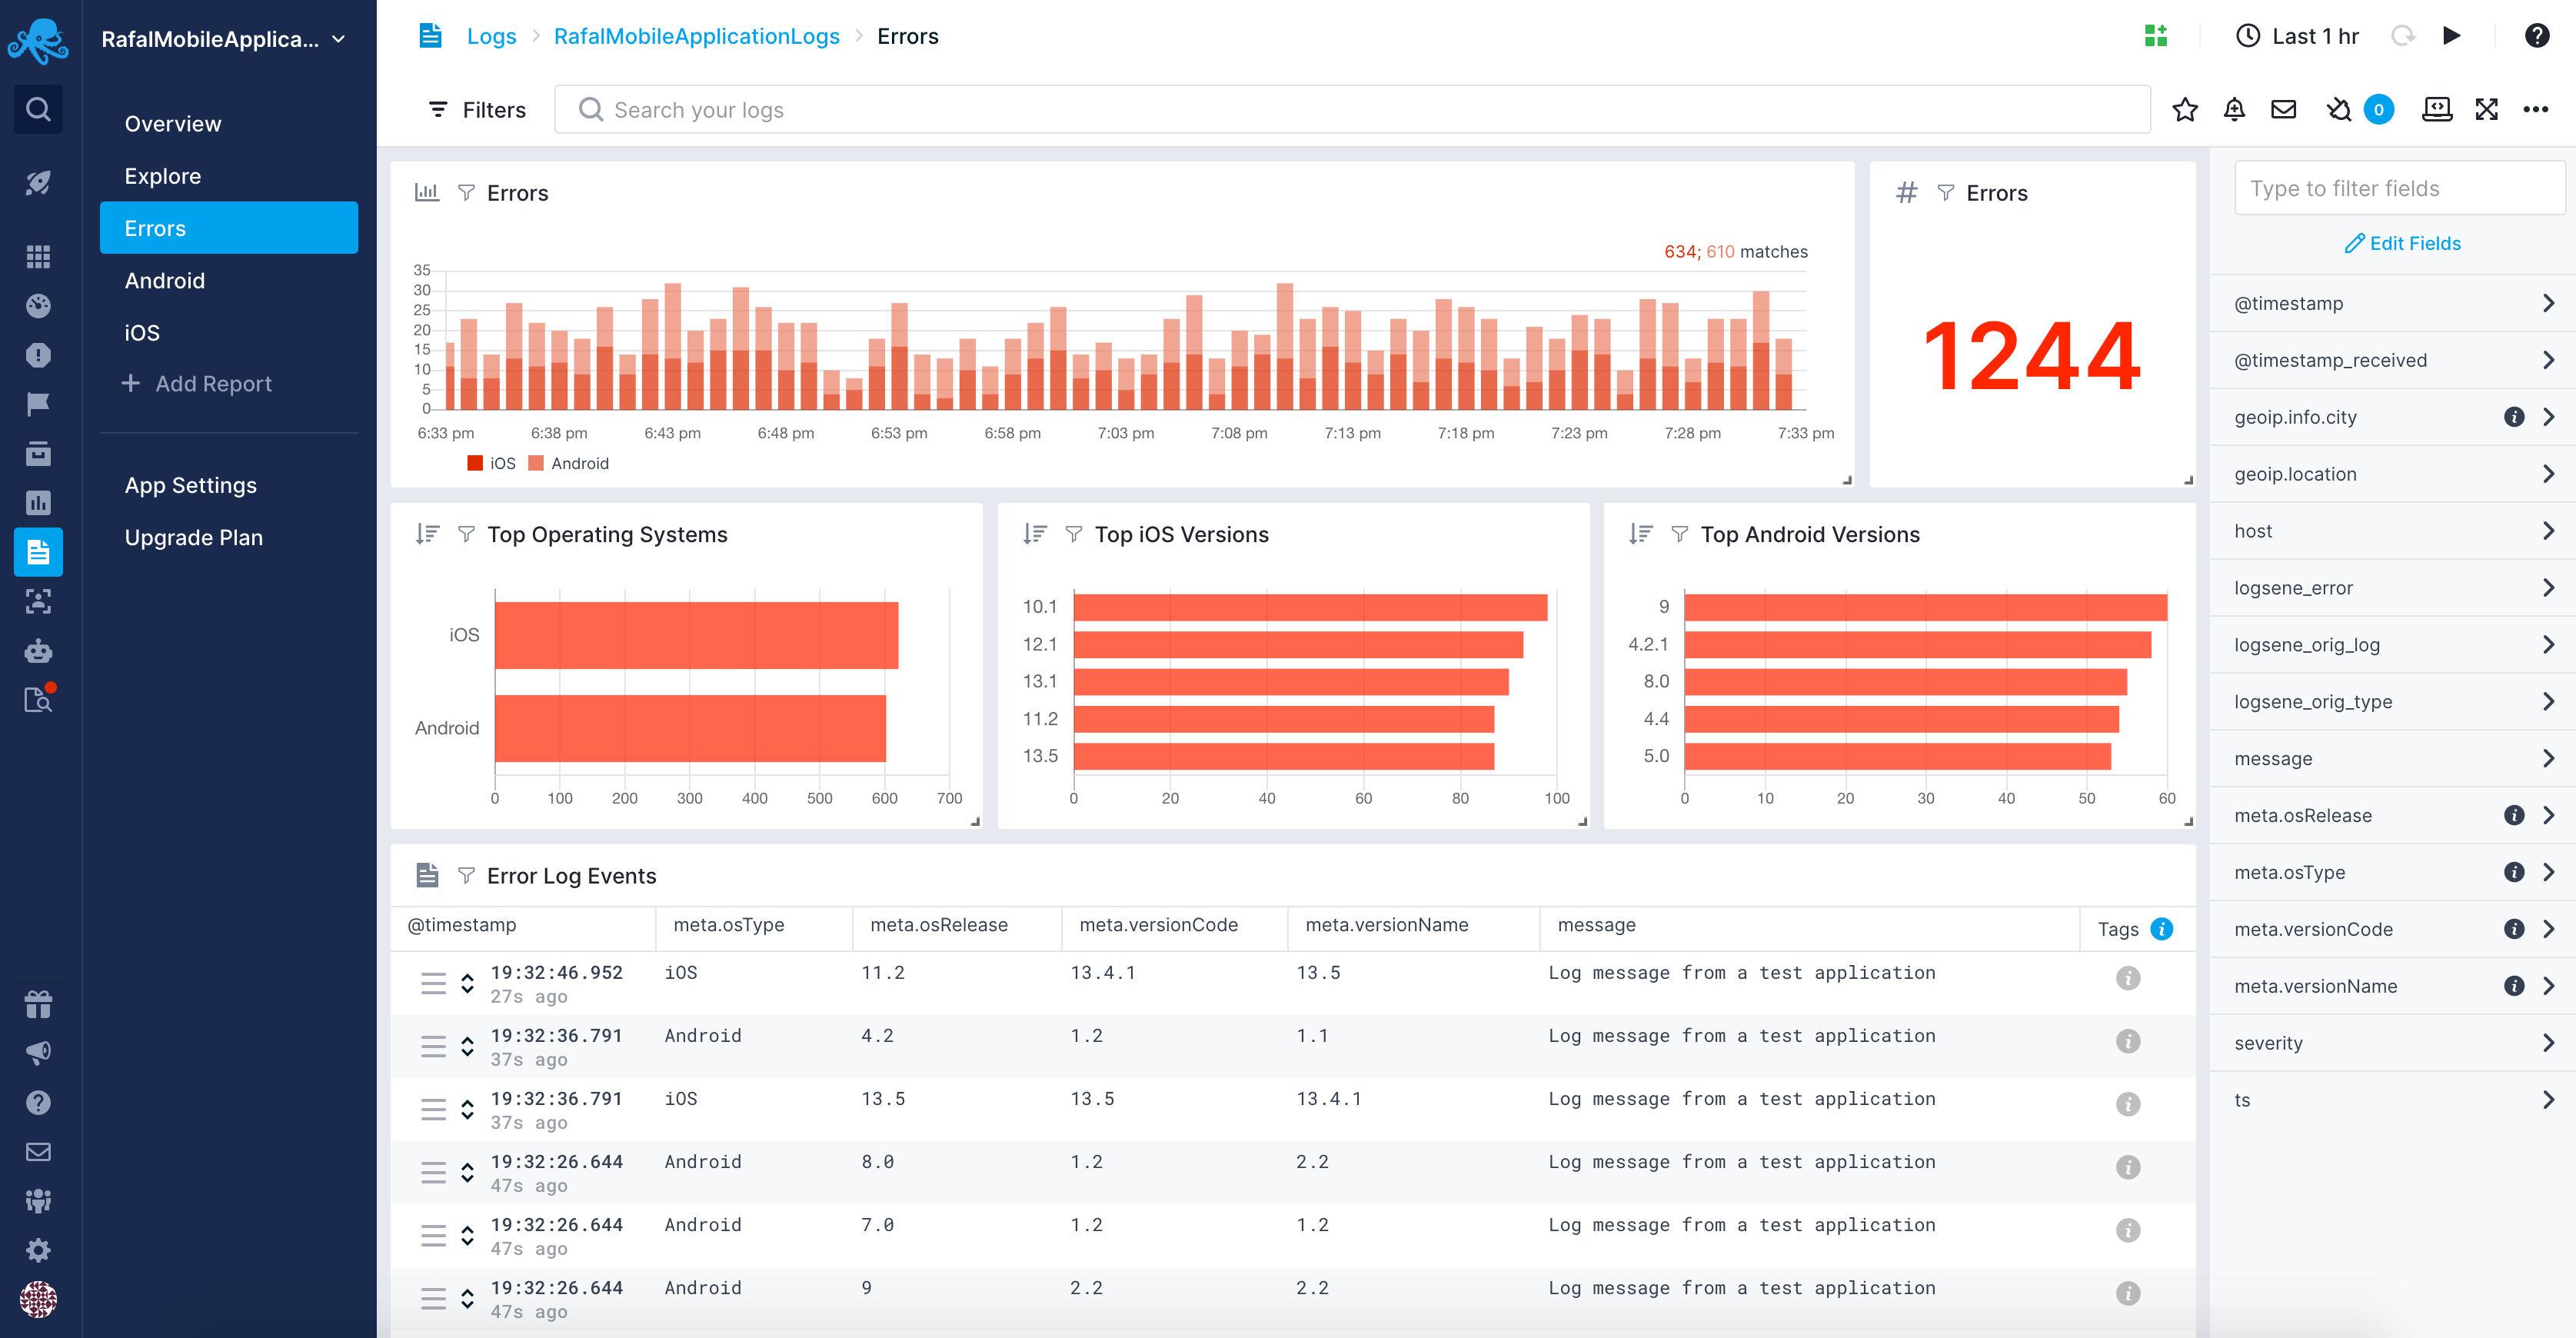 RafalMobileApplica...
Overview
Explore
Errors
Android
iOS
+ Add Report
App Settings
Upgrade Plan
Logs > RafalMobileApplicationLogs > Errors
Last 1 hr
Filters
Search your logs
0
Errors
634; 610 matches
35
30
25
20
15
10
5
0
6:33 pm 6:38 pm 6:43 pm 6:48 pm 6:53 pm 6:58 pm 7:03 pm 7:08 pm 7:13 pm 7:18 pm 7:23 pm 7:28 pm 7:33 pm
iOS Android
# Errors
1244
Top Operating Systems
iOS
Android
0 100 200 300 400 500 600 700
Top iOS Versions
10.1
12.1
13.1
11.2
13.5
0 20 40 60 80 100
Top Android Versions
9
4.2.1
8.0
4.4
5.0
0 10 20 30 40 50 60
Error Log Events
@timestamp meta.osType meta.osRelease meta.versionCode meta.versionName message Tags
19:32:46.952 iOS 11.2 13.4.1 13.5 Log message from a test application
27s ago
19:32:36.791 Android 4.2 1.2 1.1 Log message from a test application
37s ago
19:32:36.791 iOS 13.5 13.5 13.4.1 Log message from a test application
37s ago
19:32:26.644 Android 8.0 1.2 2.2 Log message from a test application
47s ago
19:32:26.644 Android 7.0 1.2 1.2 Log message from a test application
47s ago
19:32:26.644 Android 9 2.2 2.2 Log message from a test application
47s ago
Type to filter fields
Edit Fields
@timestamp
@timestamp_received
geoip.info.city
geoip.location
host
logsene_error
logsene_orig_log
logsene_orig_type
message
meta.osRelease
meta.osType
meta.versionCode
meta.versionName
severity
ts